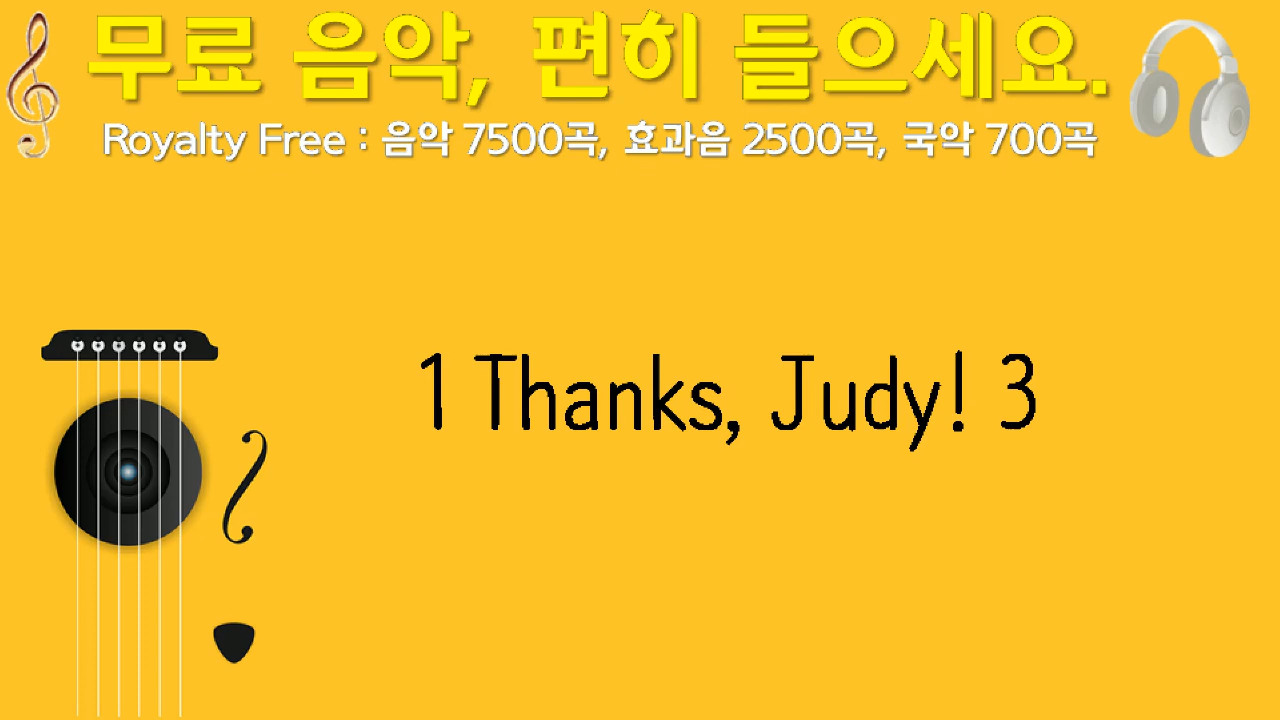 무료 음악, 편히 들으세요.
Royalty Free : 음악 7500곡, 효과음 2500곡, 국악 700곡
1 Thanks, Judy! 3